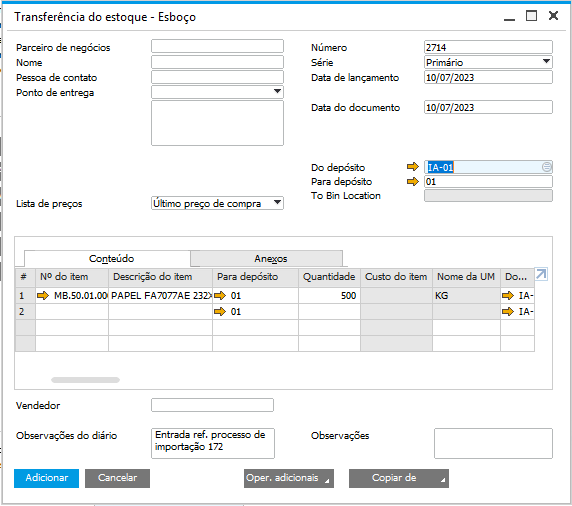 Transferência do estoque - Esboço
Parceiro de negócios
Nome
Pessoa de contato
Ponto de entrega
Número 2714
Série Primário
Data de lançamento 10/07/2023
Data do documento 10/07/2023
Do depósito IA-01
Para depósito 01
To Bin Location
Lista de preços Último preço de compra
Conteúdo Anexos
# Nº do item Descrição do item Para depósito Quantidade Custo do item Nome da UM Do...
1 MB.50.01.00 PAPEL FA7077AE 232X 01 500 KG IA-
2 01 IA-
Vendedor
Observações do diário Entrada ref. processo de
importação 172
Observações
Adicionar Cancelar Oper. adicionais Copiar de